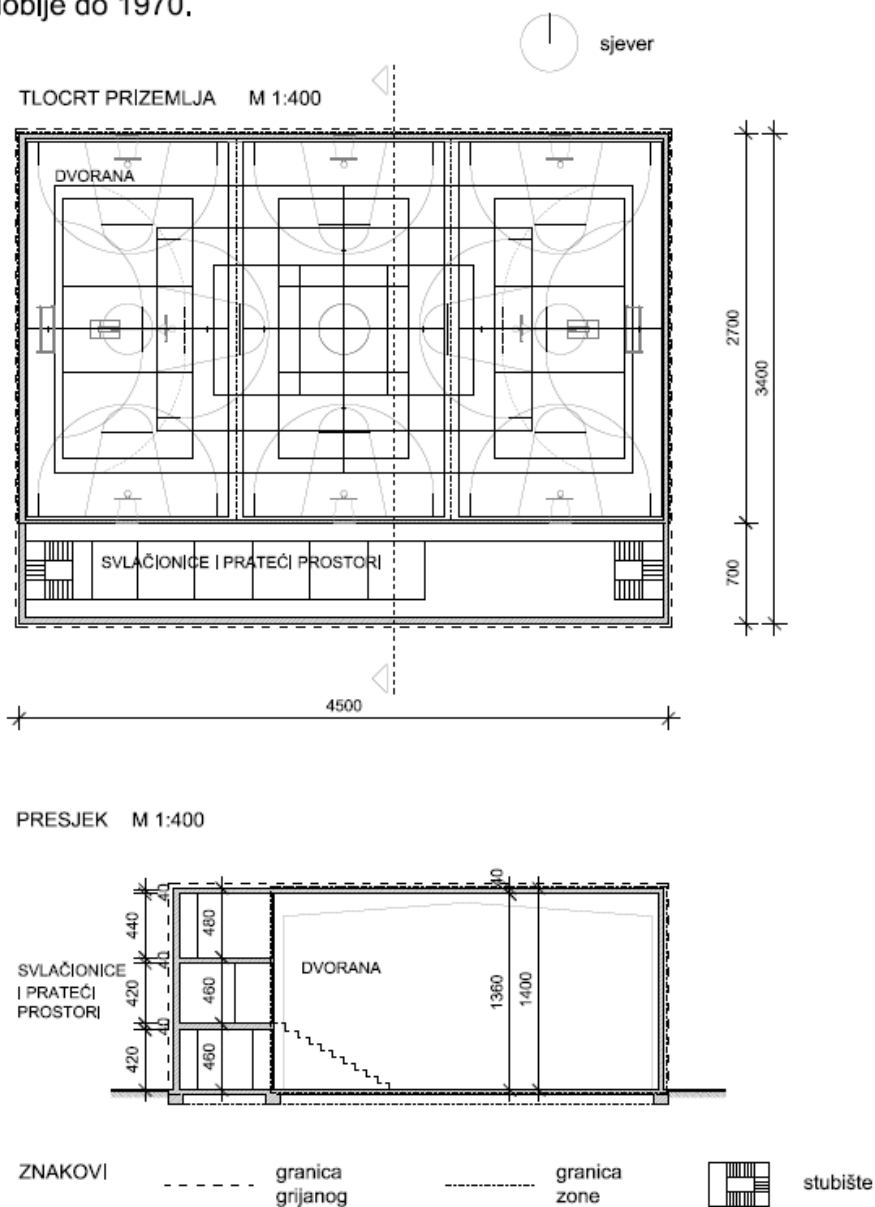 dobije do 1970.
sjever
TLOCRT PRIZEMLJA M 1:400
DVORANA
2700
3400
SVLAČIONICE I PRATEĆI PROSTORI
700
4500
PRESJEK M 1:400
40
40
440
480
SVLAČIONICE
I PRATEĆI
PROSTORI
40
420
460
DVORANA
1360
1400
40
420
460
ZNAKOVI
granica
grijanog
granica
zone
stubište